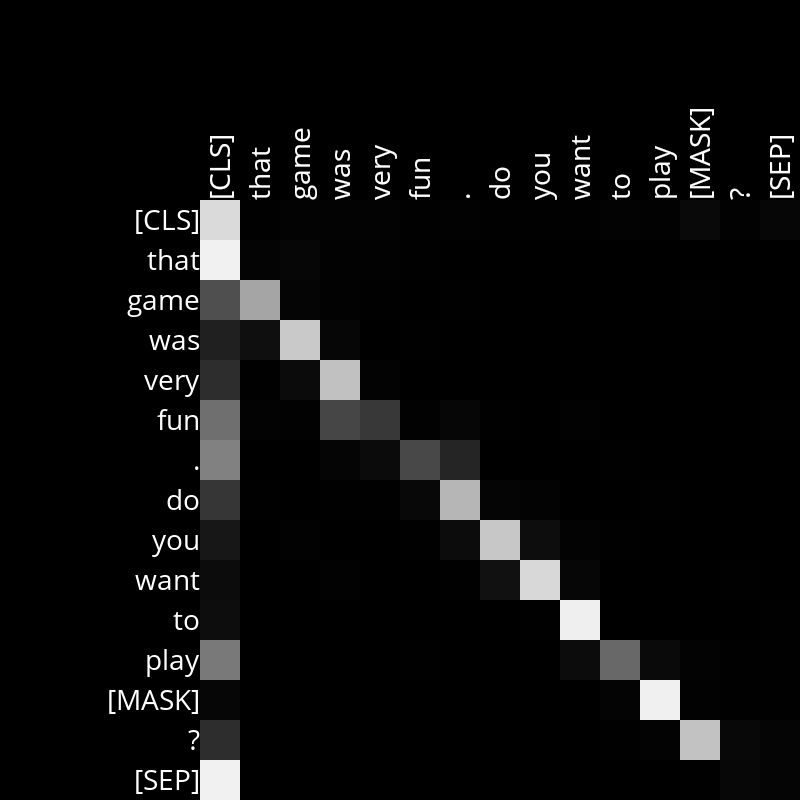 [CLS]
that
game
was
very
fun
.
do
you
want
to
play
[MASK]
?
[SEP]
[CLS]
that
game
was
very
fun
.
do
you
want
to
play
[MASK]
?
[SEP]